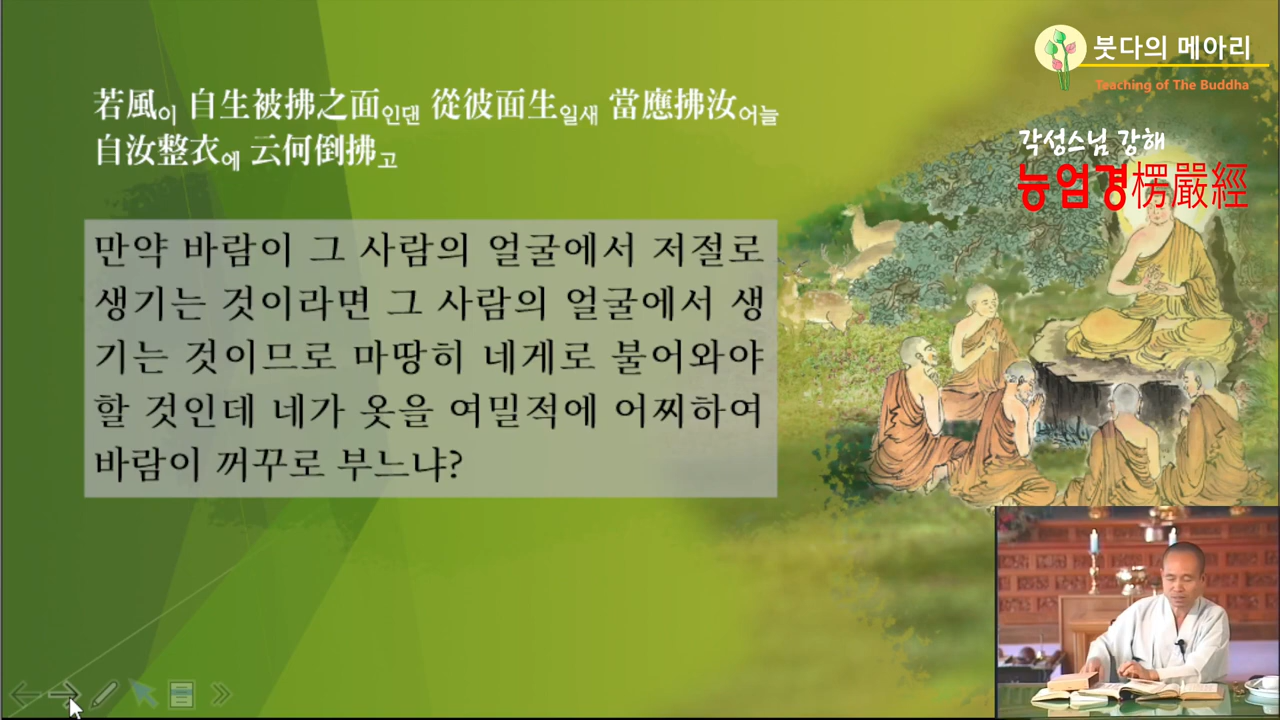 붓다의 메아리
Teaching of The Buddha
각성스님 강해
능엄경楞嚴經
若風이 自生被拂之面인댄 從彼面生일새 當應拂汝어늘
自汝整衣에 云何倒拂고
만약 바람이 그 사람의 얼굴에서 저절로
생기는 것이라면 그 사람의 얼굴에서 생
기는 것이므로 마땅히 네게로 불어와야
할 것인데 네가 옷을 여밀적에 어찌하여
바람이 꺼꾸로 부느냐?